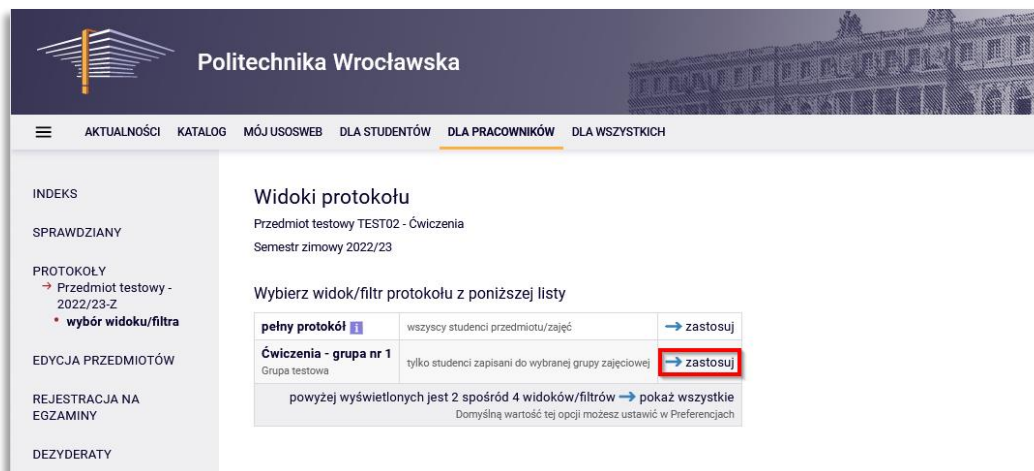 Politechnika Wrocławska
AKTUALNOŚCI KATALOG MÓJ USOSWEB DLA STUDENTÓW DLA PRACOWNIKÓW DLA WSZYSTKICH
INDEKS
SPRAWDZIANY
PROTOKOŁY
Przedmiot testowy -
2022/23-Z
wybór widoku/filtra
EDYCJA PRZEDMIOTÓW
REJESTRACJA NA
EGZAMINY
DEZYDERATY
Widoki protokołu
Przedmiot testowy TEST02 - Ćwiczenia
Semestr zimowy 2022/23
Wybierz widok/filtr protokołu z poniższej listy
pełny protokół i wszyscy studenci przedmiotu/zajęć → zastosuj
Ćwiczenia - grupa nr 1
Grupa testowa
tylko studenci zapisani do wybranej grupy zajęciowej → zastosuj
powyżej wyświetlonych jest 2 spośród 4 widoków/filtrów → pokaż wszystkie
Domyślną wartość tej opcji możesz ustawić w Preferencjach